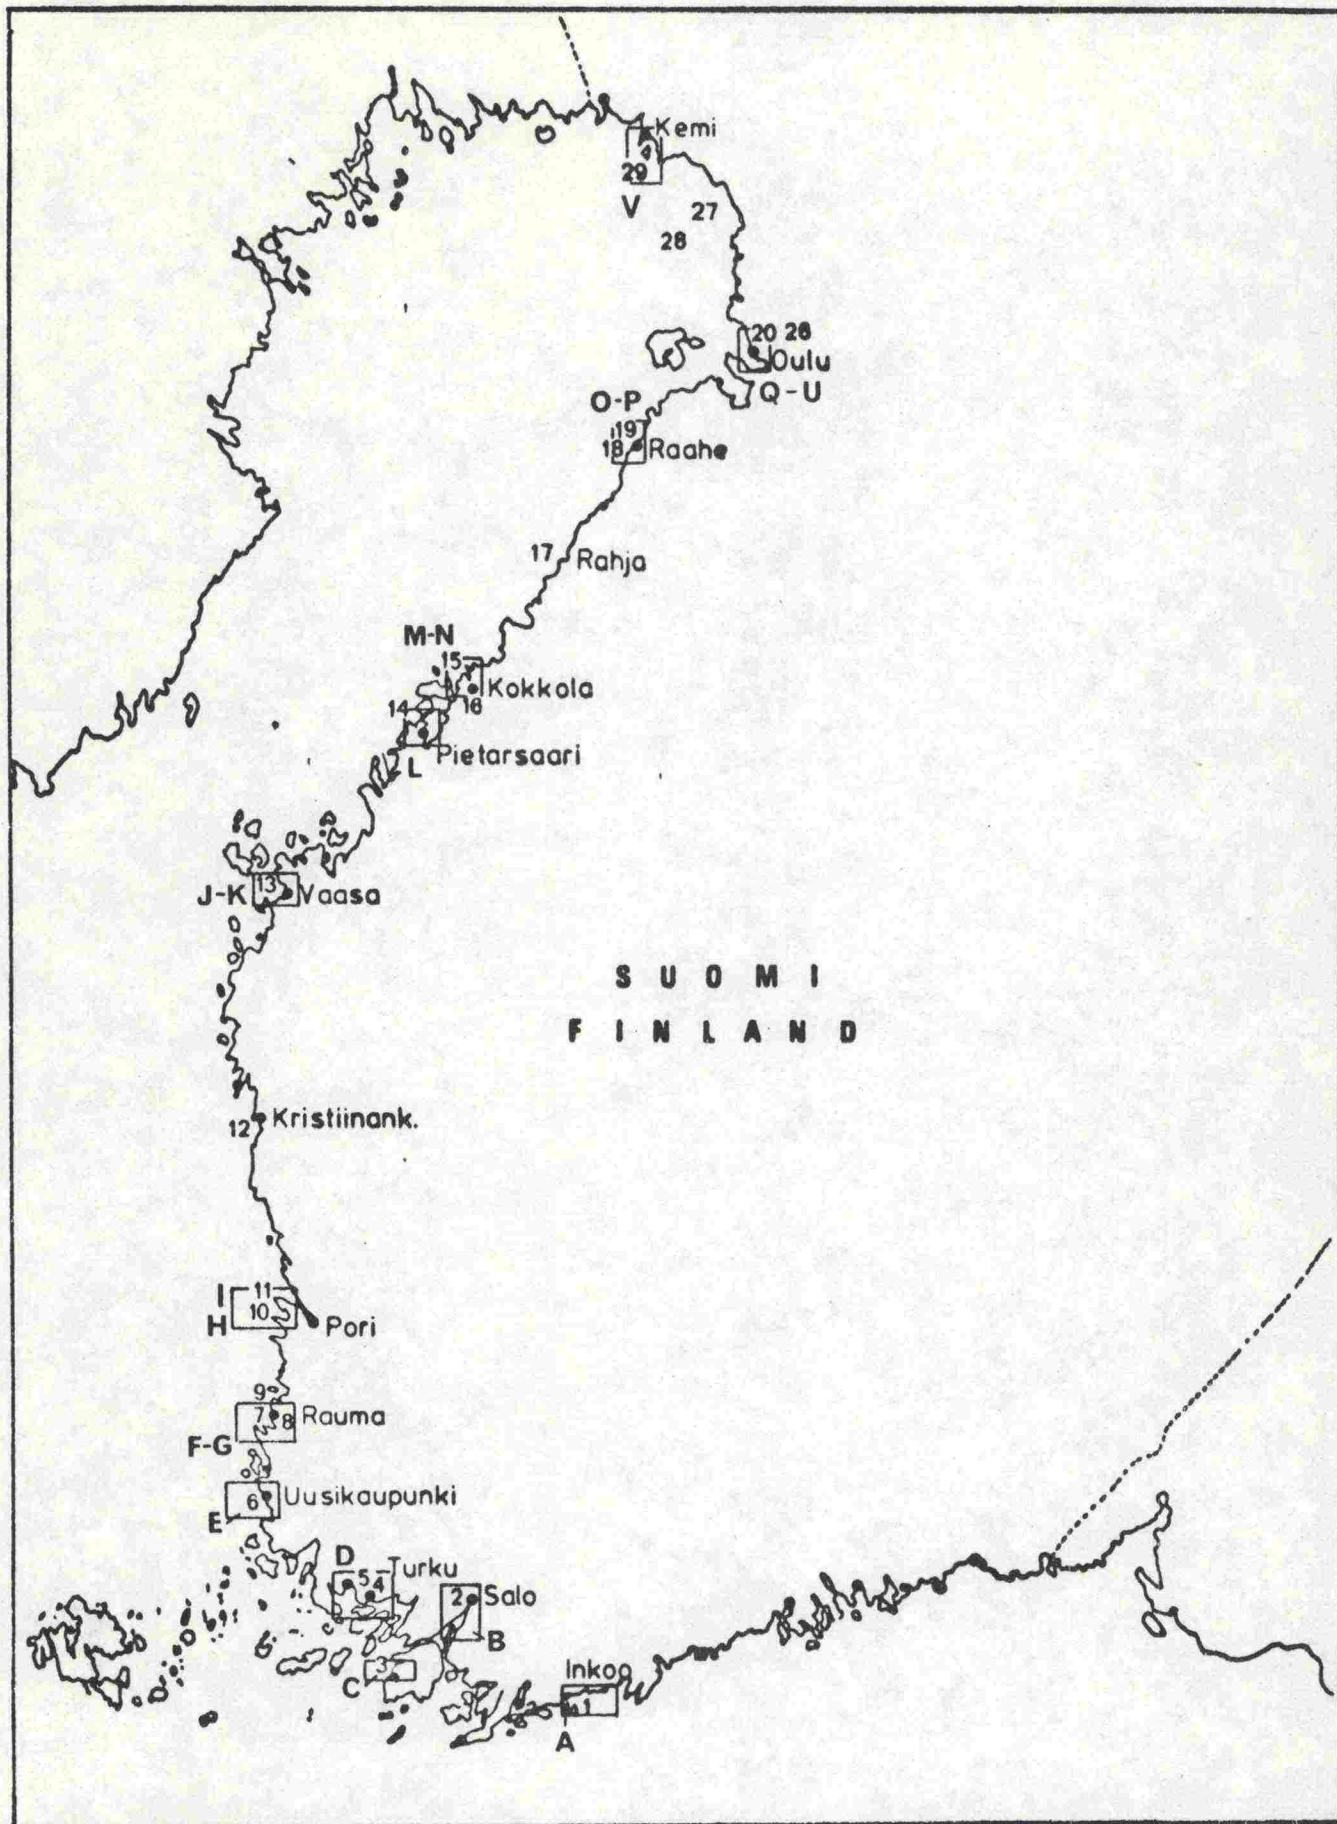 Kemi
29
V
27
28
20 26
Oulu
Q-U
O-P
19
18 Raahe
17 Rahja
M-N
15
Kokkola
14 16
Pietarsaari
L
J-K 13 Vaasa
SUOMI
FINLAND
12 Kristiinank.
I 11
10
H Pori
9
7 8 Rauma
F-G
6 Uusikaupunki
E
D 5 4 Turku
2 Salo
B
3
C
Inkoo
1
A